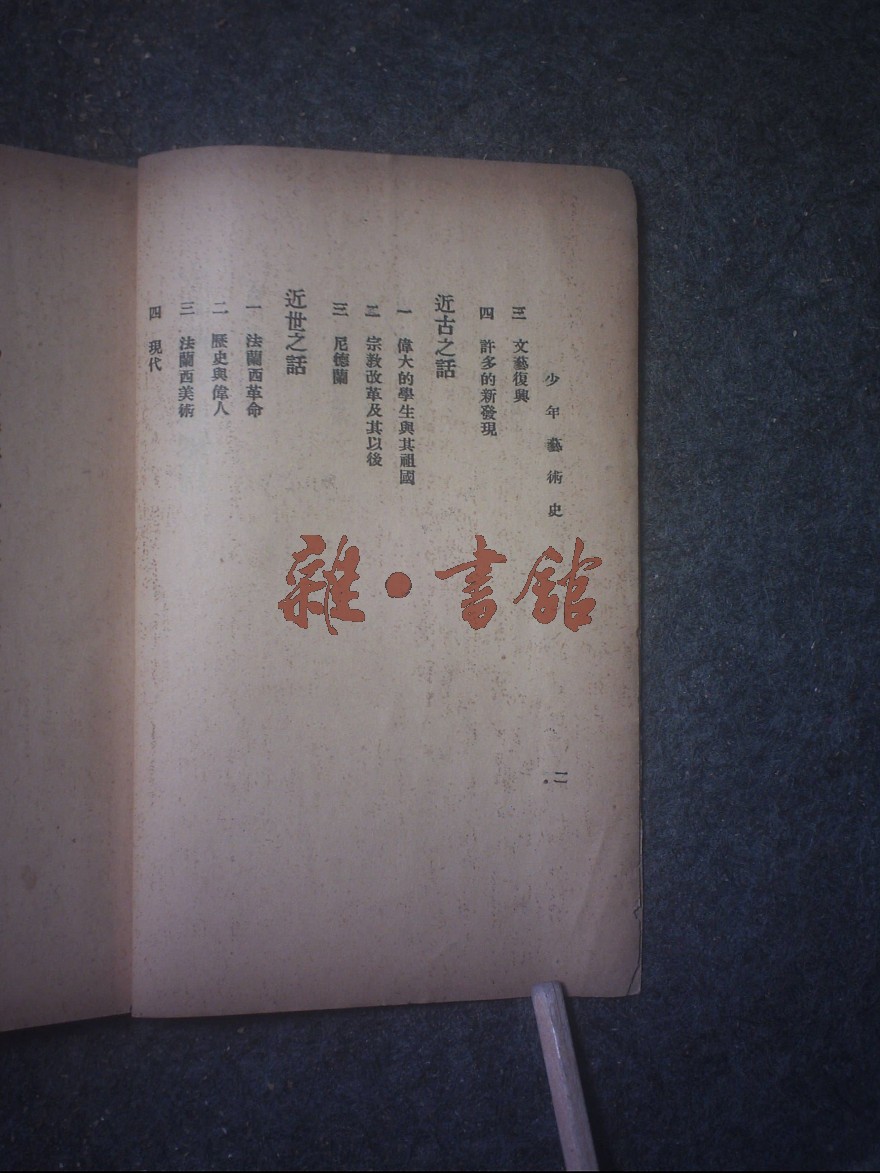 少年藝術史
二
三 文藝復興
四 許多的新發現
近古之話
一 偉大的學生與其祖國
二 宗教改革及其以後
三 尼德蘭
近世之話
一 法蘭西革命
二 歷史與偉人
三 法蘭西美術
四 現代
雜·書館